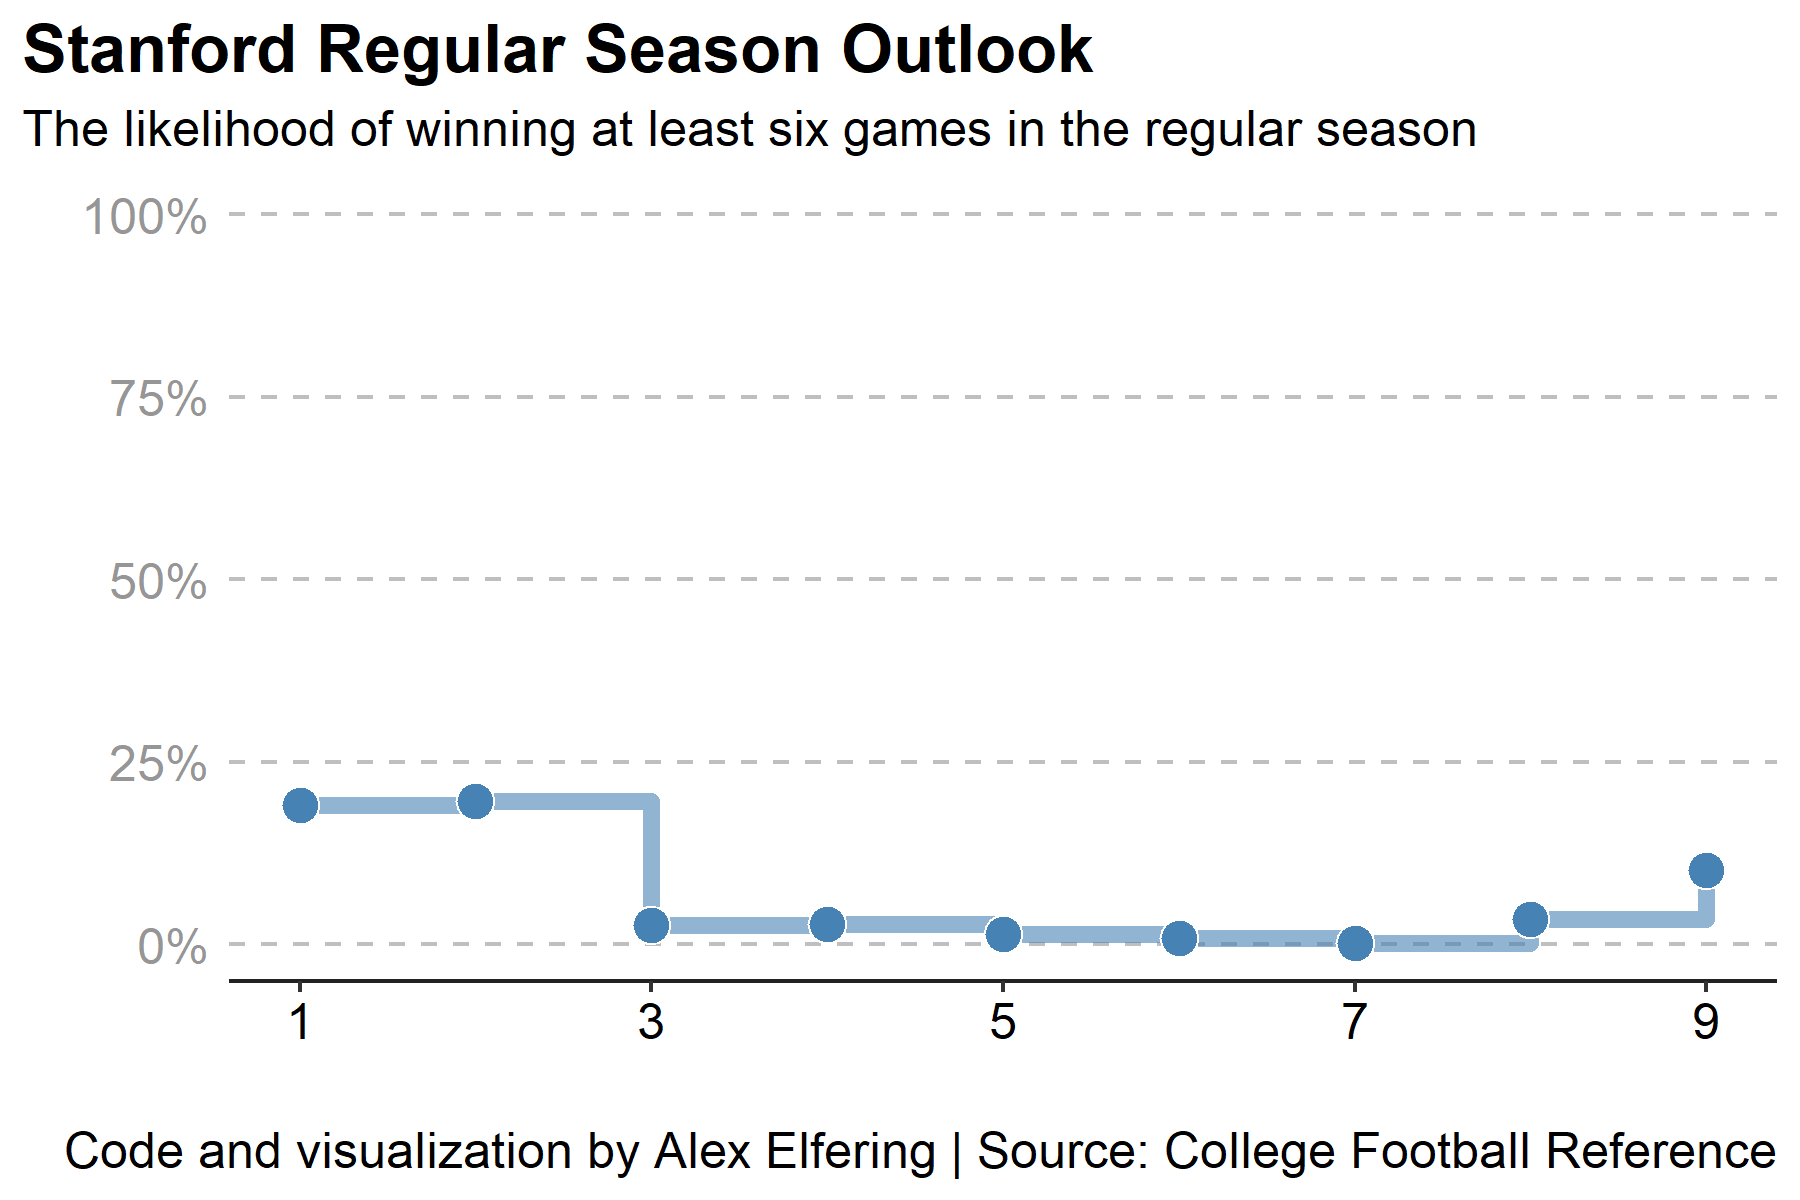 Stanford Regular Season Outlook
The likelihood of winning at least six games in the regular season
100%
75%
50%
25%
0%
1 3 5 7 9
Code and visualization by Alex Elfering | Source: College Football Reference